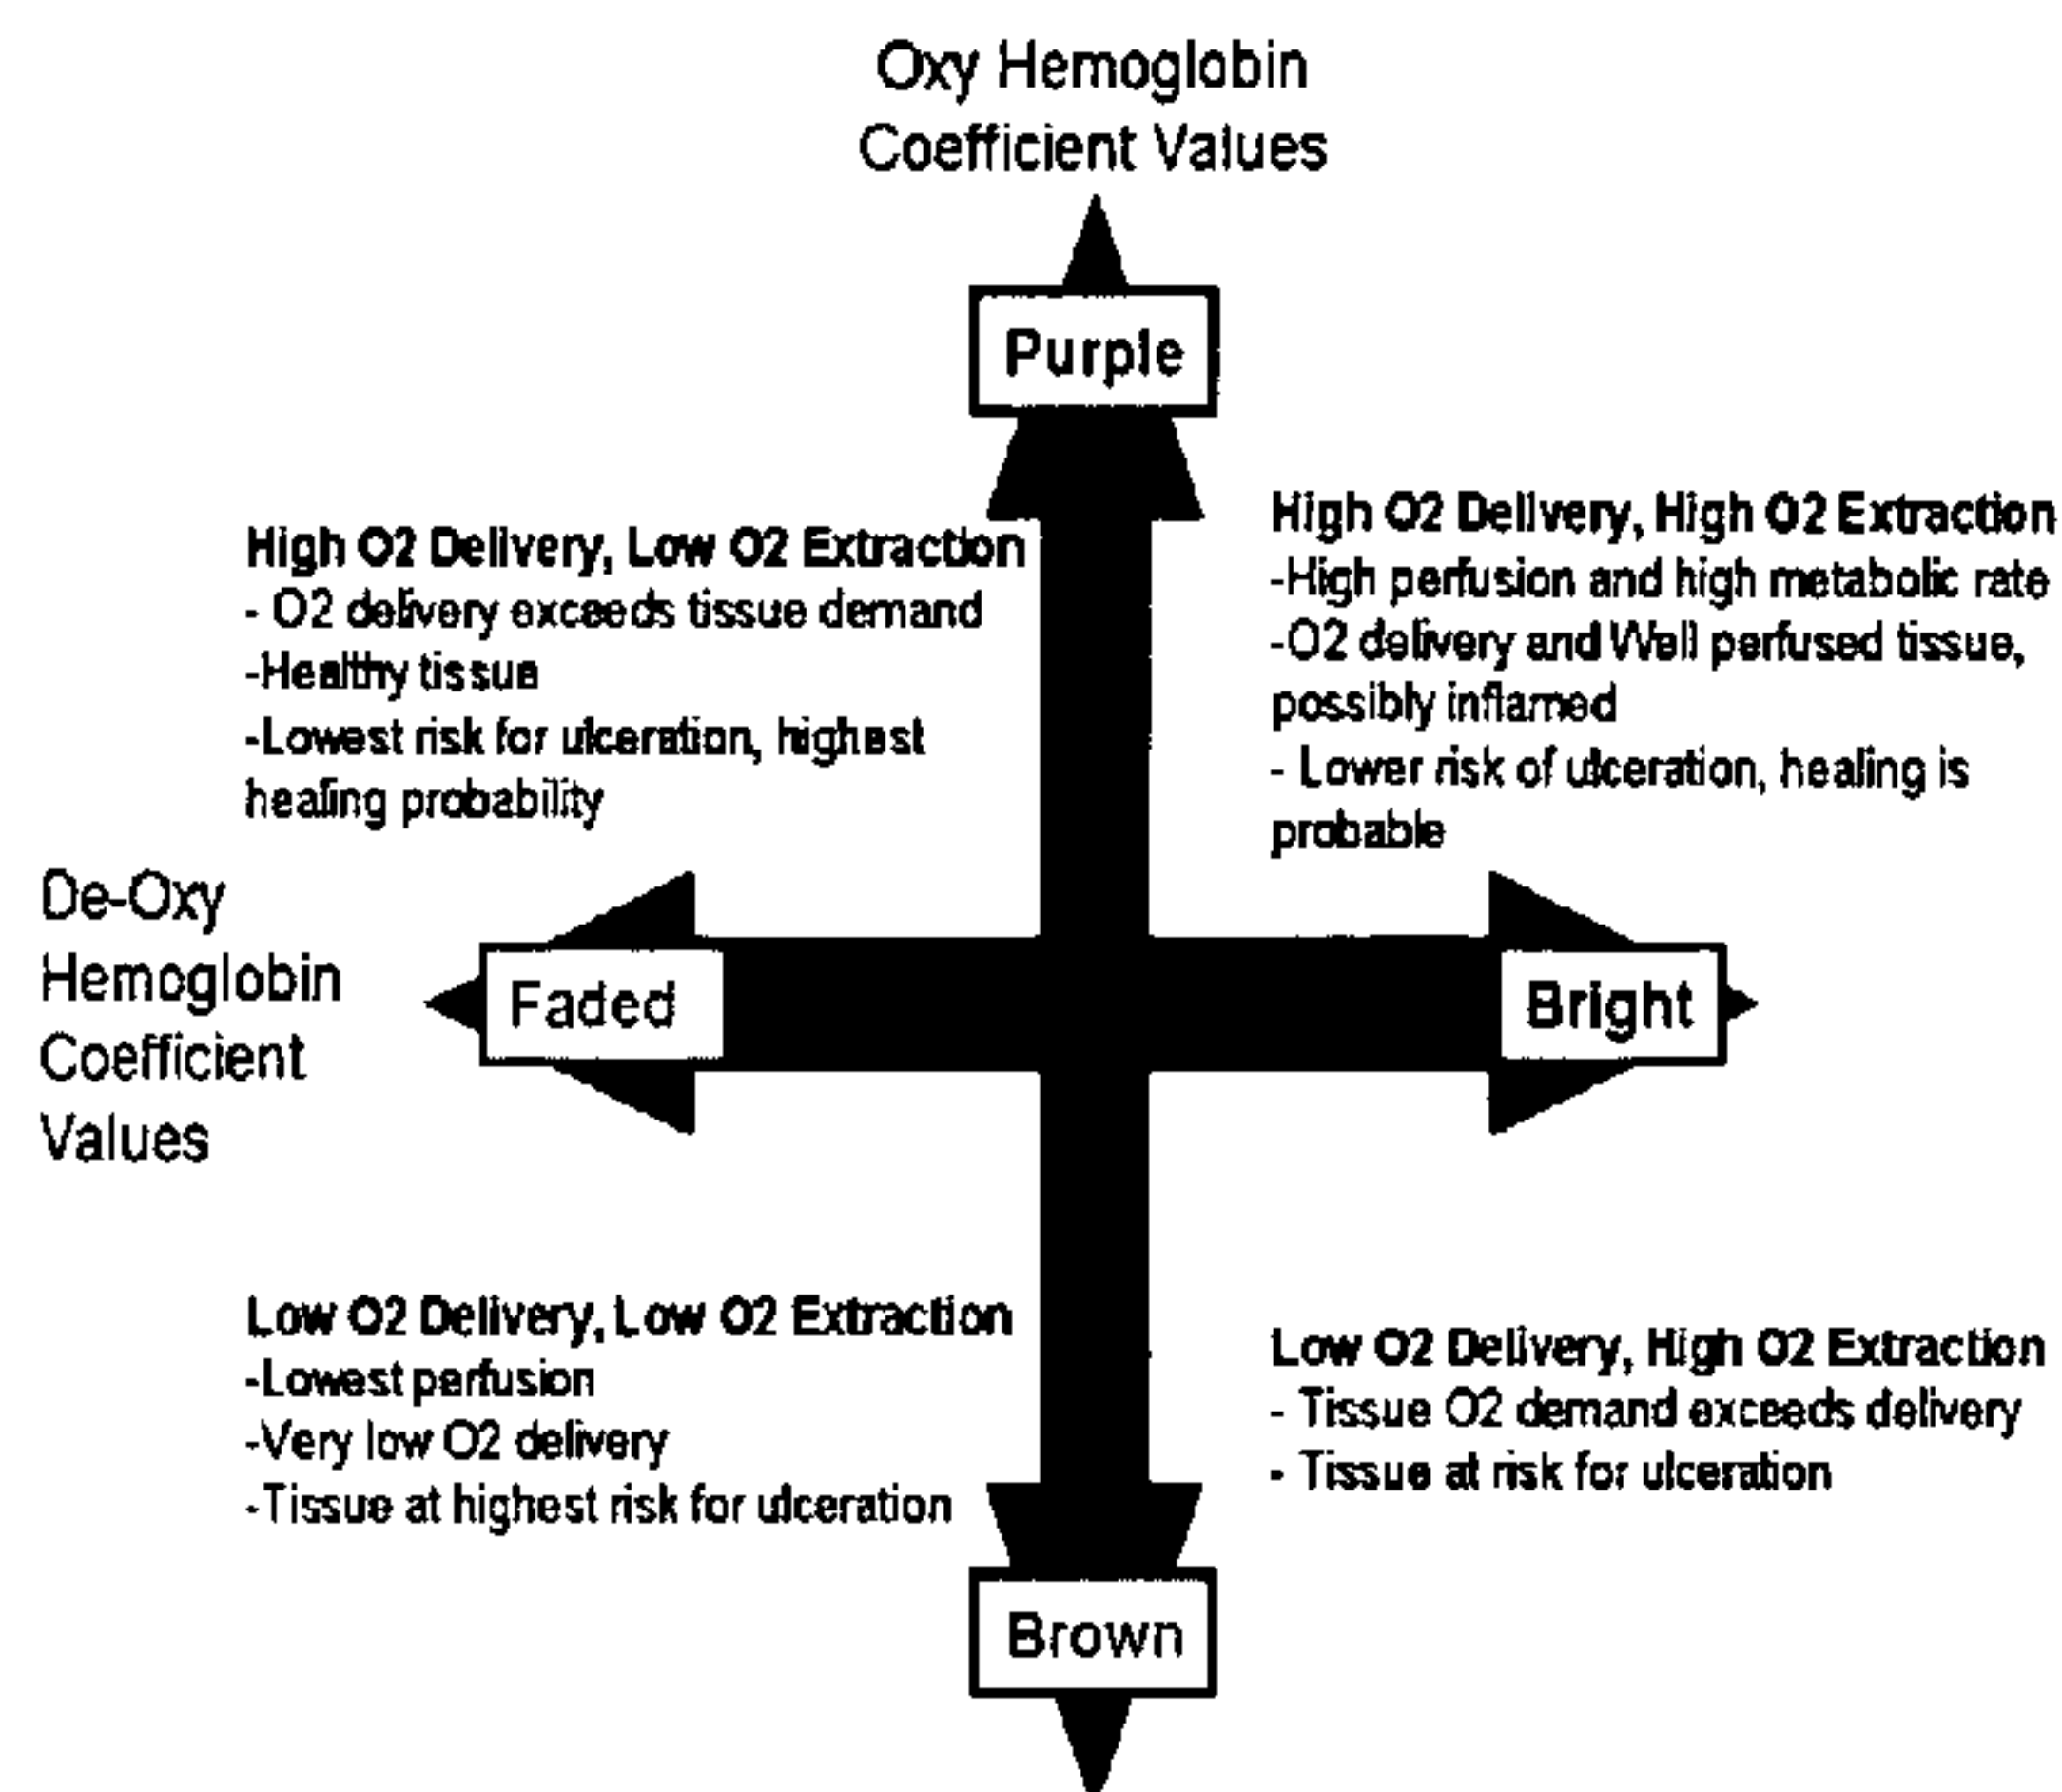 Oxy Hemoglobin
Coefficient Values
Purple
High O2 Delivery, Low O2 Extraction
- O2 delivery exceeds tissue demand
-Healthy tissue
-Lowest risk for ulceration, highest
healing probability
High O2 Delivery, High O2 Extraction
-High perfusion and high metabolic rate
-O2 delivery and Well perfused tissue,
possibly inflamed
- Lower risk of ulceration, healing is
probable
De-Oxy
Hemoglobin
Coefficient
Values
Faded
Bright
Low O2 Delivery, Low O2 Extraction
-Lowest perfusion
-Very low O2 delivery
-Tissue at highest risk for ulceration
Low O2 Delivery, High O2 Extraction
- Tissue O2 demand exceeds delivery
- Tissue at risk for ulceration
Brown